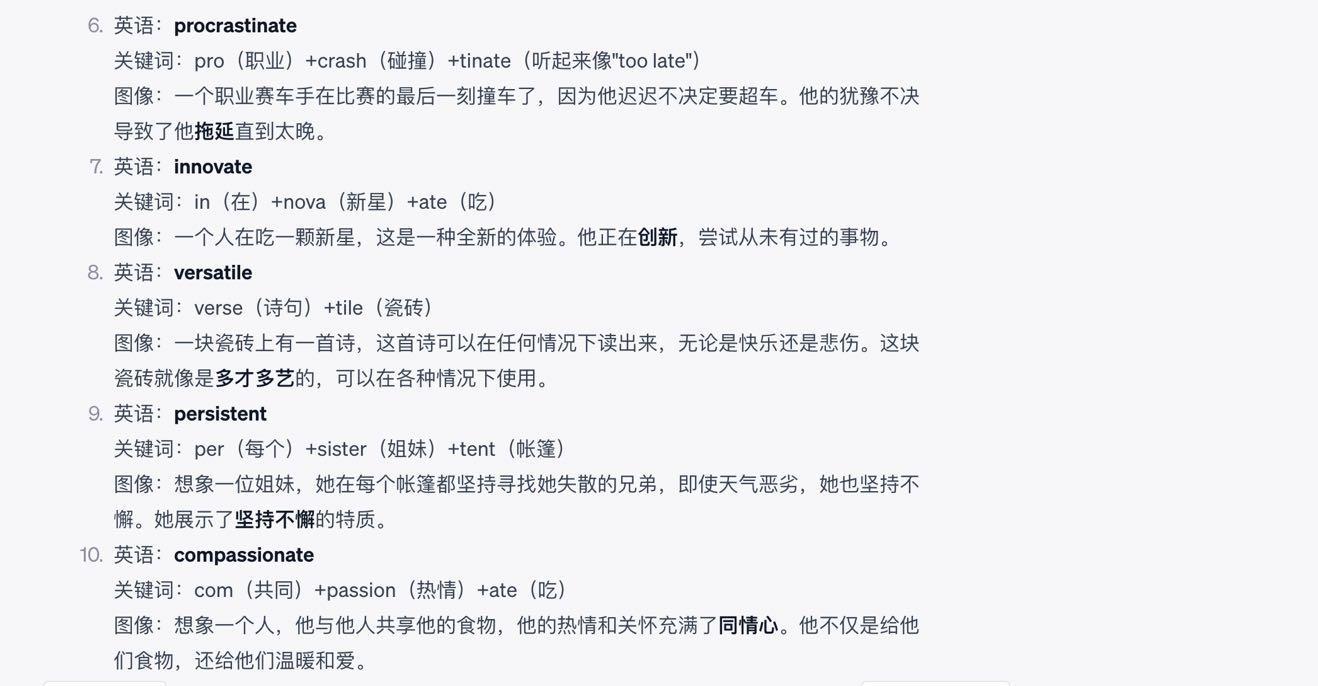 6. 英语：procrastinate
关键词：pro（职业）+crash（碰撞）+tinate（听起来像"too late"）
图像：一个职业赛车手在比赛的最后一刻撞车了，因为他迟迟不决定要超车。他的犹豫不决
导致了他拖延直到太晚。
7. 英语：innovate
关键词：in（在）+nova（新星）+ate（吃）
图像：一个人在吃一颗新星，这是一种全新的体验。他正在创新，尝试从未有过的事物。
8. 英语：versatile
关键词：verse（诗句）+tile（瓷砖）
图像：一块瓷砖上有一首诗，这首诗可以在任何情况下读出来，无论是快乐还是悲伤。这块
瓷砖就像是多才多艺的，可以在各种情况下使用。
9. 英语：persistent
关键词：per（每个）+sister（姐妹）+tent（帐篷）
图像：想象一位姐妹，她在每个帐篷都坚持寻找她失散的兄弟，即使天气恶劣，她也坚持不
懈。她展示了坚持不懈的特质。
10. 英语：compassionate
关键词：com（共同）+passion（热情）+ate（吃）
图像：想象一个人，他与他人共享他的食物，他的热情和关怀充满了同情心。他不仅是给他
们食物，还给他们温暖和爱。